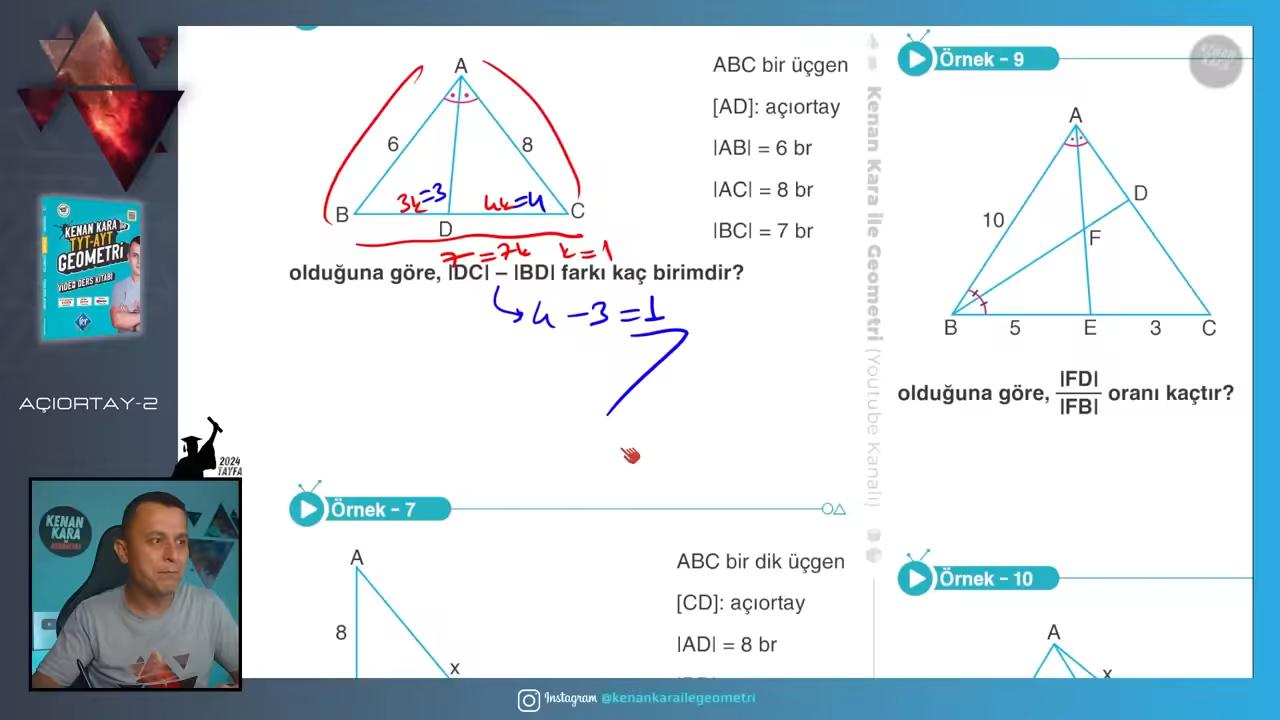 A
6
8
3k=3
4k=4
B
D
C
7=7k k=1
ABC bir üçgen
[AD]: açıortay
|AB| = 6 br
|AC| = 8 br
|BC| = 7 br
olduğuna göre, |DC| – |BD| farkı kaç birimdir?
4 - 3 = 1
Örnek - 7
A
8
x
ABC bir dik üçgen
[CD]: açıortay
|AD| = 8 br
Kenan Kara ile Geometri (Youtube Kanalı)
Örnek - 9
KENAN KARA
A
10
D
F
B
5
E
3
C
olduğuna göre, |FD| / |FB| oranı kaçtır?
Örnek - 10
A
x
KENAN KARA
TYT-AYT
GEOMETRİ
VİDEO DERS KİTABI
AÇIORTAY-2
2024
TAYFA
KENAN
KARA
Instagram @kenankarailegeometri